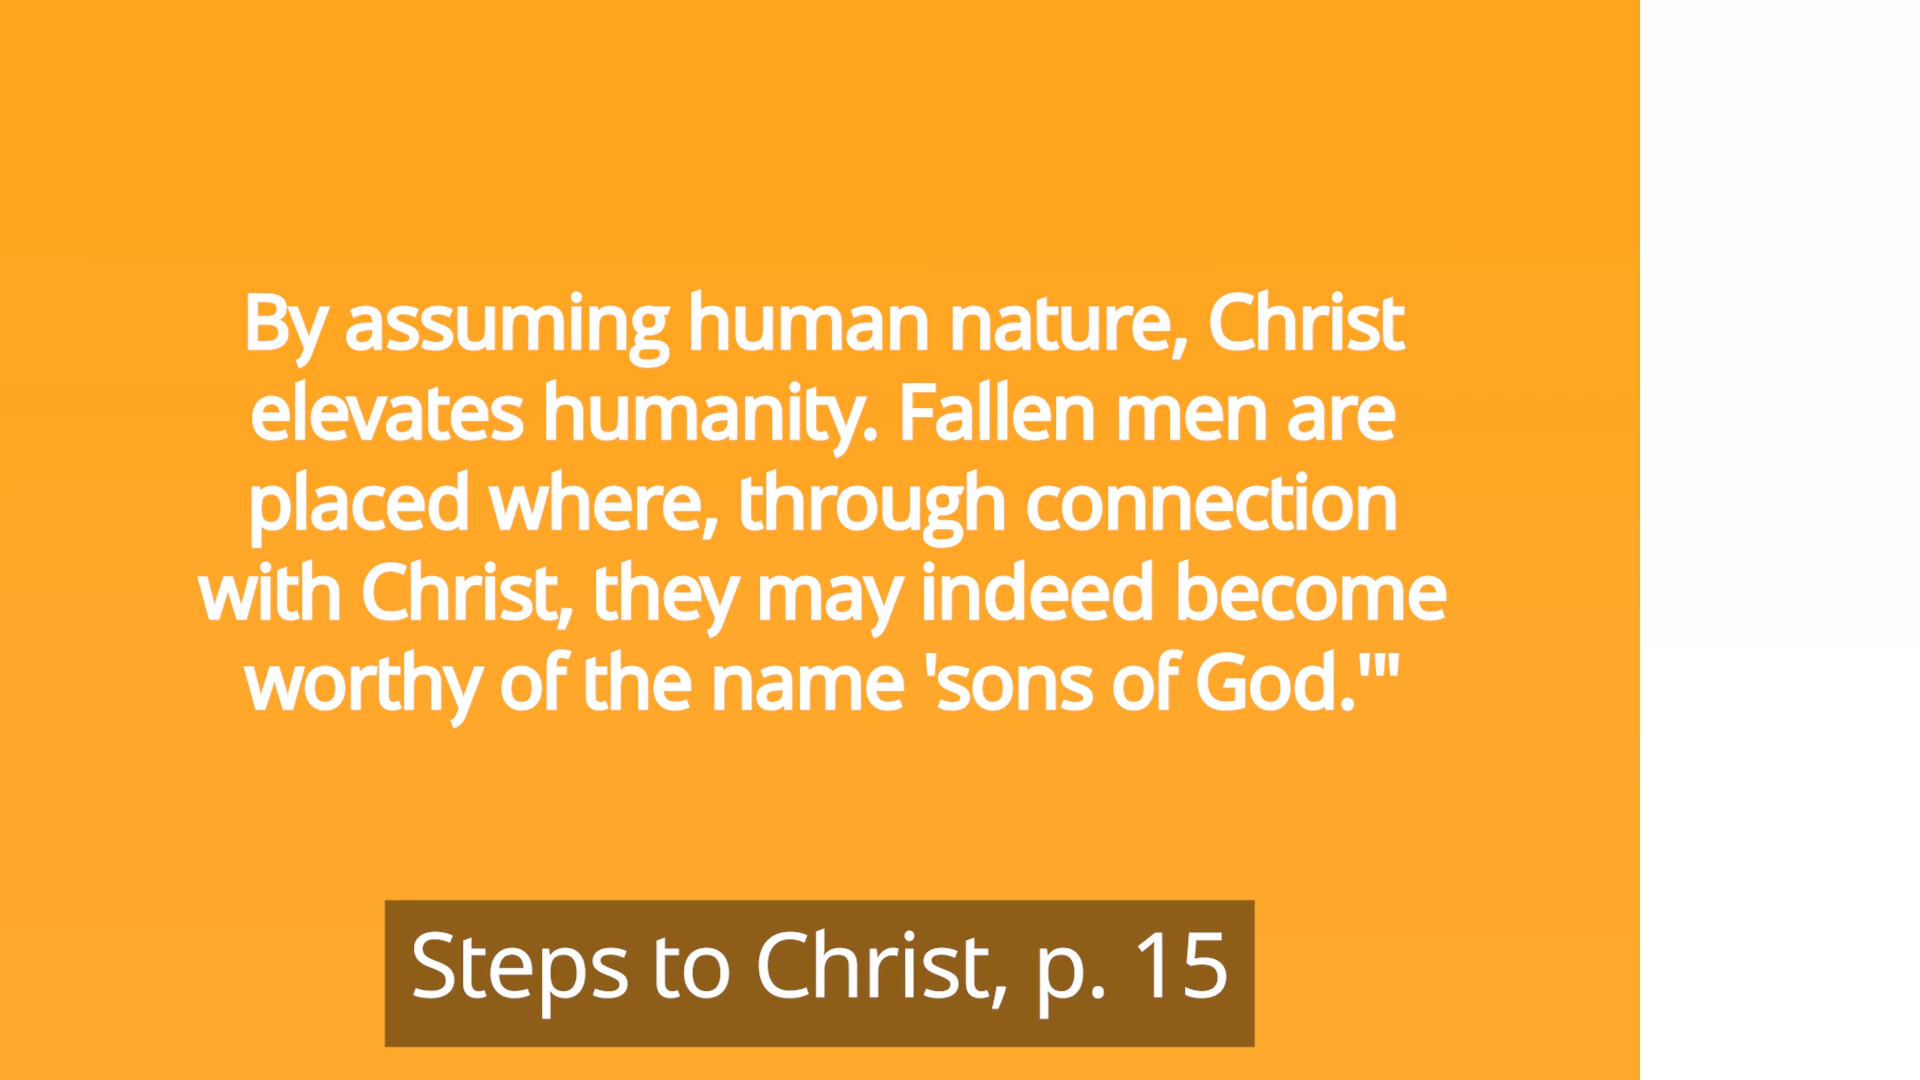 By assuming human nature, Christ
elevates humanity. Fallen men are
placed where, through connection
with Christ, they may indeed become
worthy of the name 'sons of God.'"
Steps to Christ, p. 15